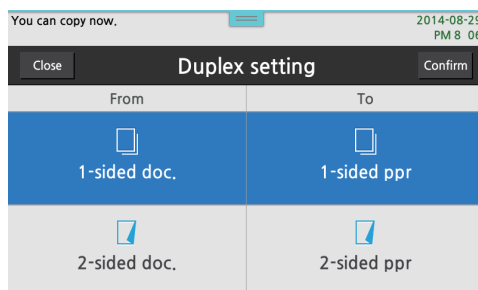 You can copy now.
2014-08-29
PM 8 06
Close
Duplex setting
Confirm
From
To
1-sided doc.
1-sided ppr
2-sided doc.
2-sided ppr